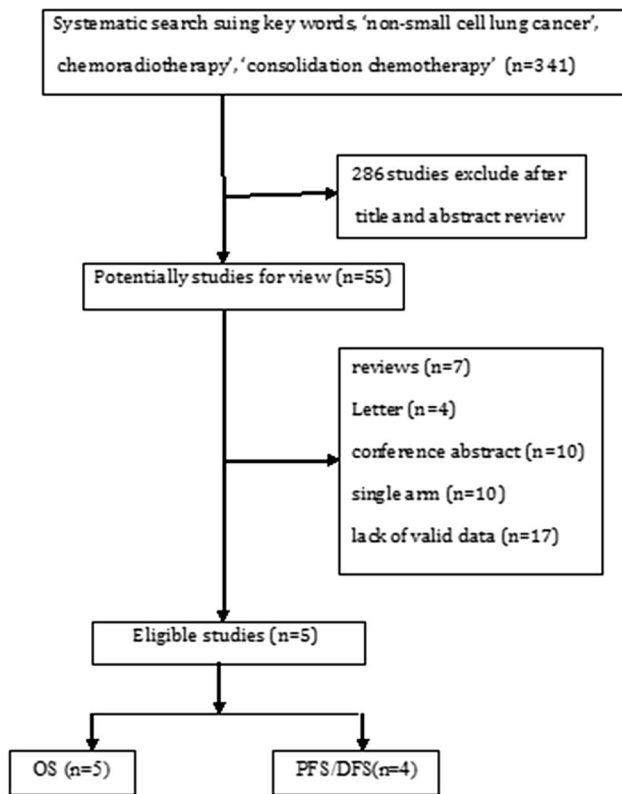 Systematic search suing key words, 'non-small cell lung cancer',
chemoradiotherapy', 'consolidation chemotherapy' (n=341)
286 studies exclude after
title and abstract review
Potentially studies for view (n=55)
reviews (n=7)
Letter (n=4)
conference abstract (n=10)
single arm (n=10)
lack of valid data (n=17)
Eligible studies (n=5)
OS (n=5)
PFS/DFS(n=4)